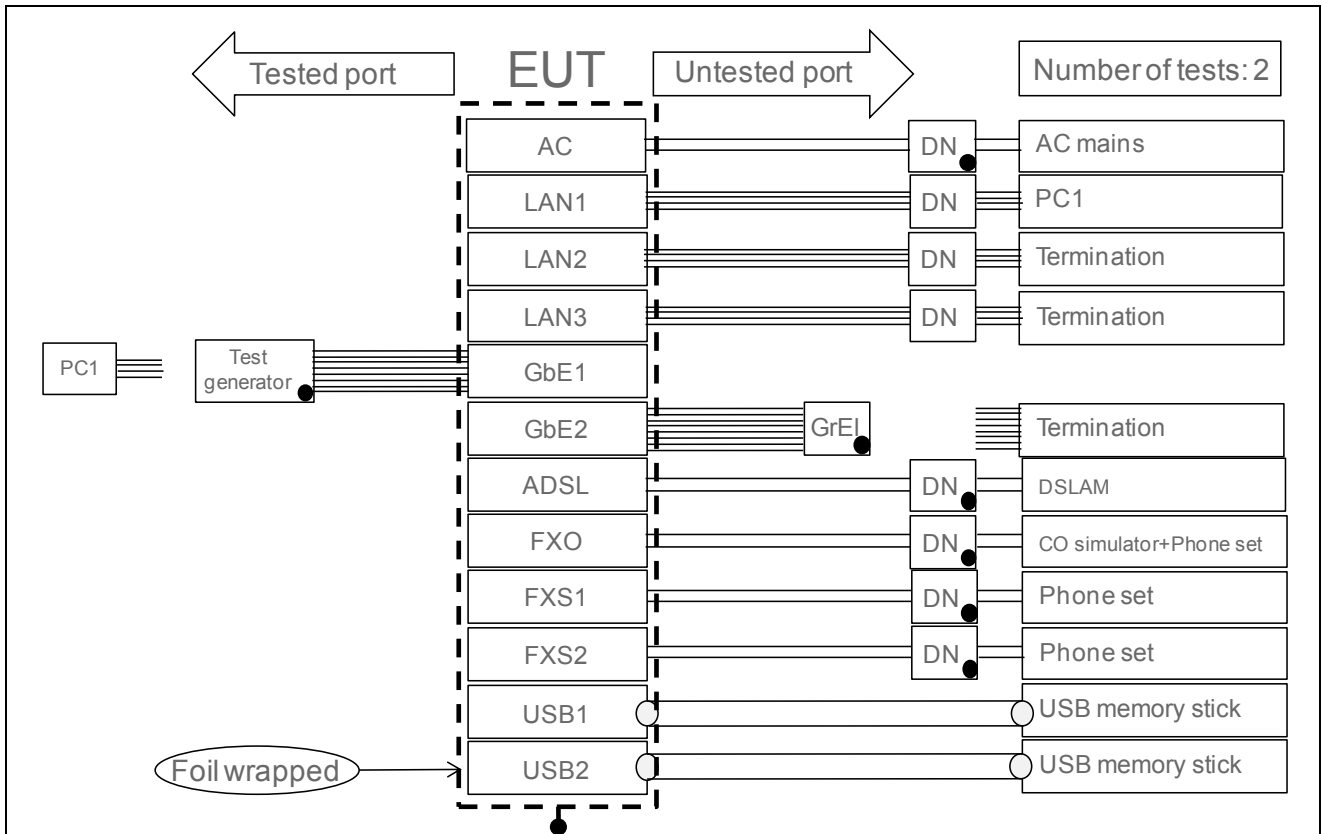 Tested port
EUT
Untested port
Number of tests: 2
AC
DN
AC mains
LAN1
DN
PC1
LAN2
DN
Termination
LAN3
DN
Termination
PC1
Test
generator
GbE1
GbE2
GrEl
Termination
ADSL
DN
DSLAM
FXO
DN
CO simulator+Phone set
FXS1
DN
Phone set
FXS2
DN
Phone set
USB1
USB memory stick
Foil wrapped
USB2
USB memory stick